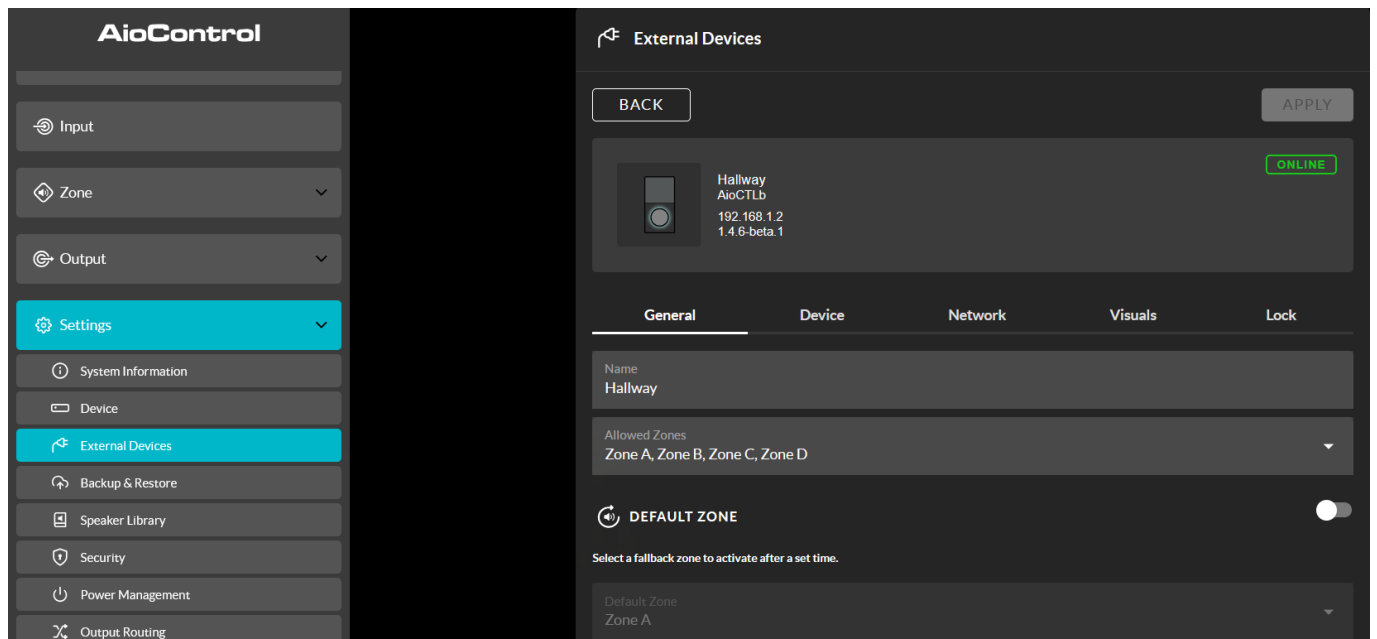 AioControl
Input
Zone
Output
Settings
System Information
Device
External Devices
Backup & Restore
Speaker Library
Security
Power Management
Output Routing
External Devices
BACK
APPLY
ONLINE
Hallway
AioCTLb
192.168.1.2
1.4.6-beta.1
General Device Network Visuals Lock
Name
Hallway
Allowed Zones
Zone A, Zone B, Zone C, Zone D
DEFAULT ZONE
Select a fallback zone to activate after a set time.
Default Zone
Zone A